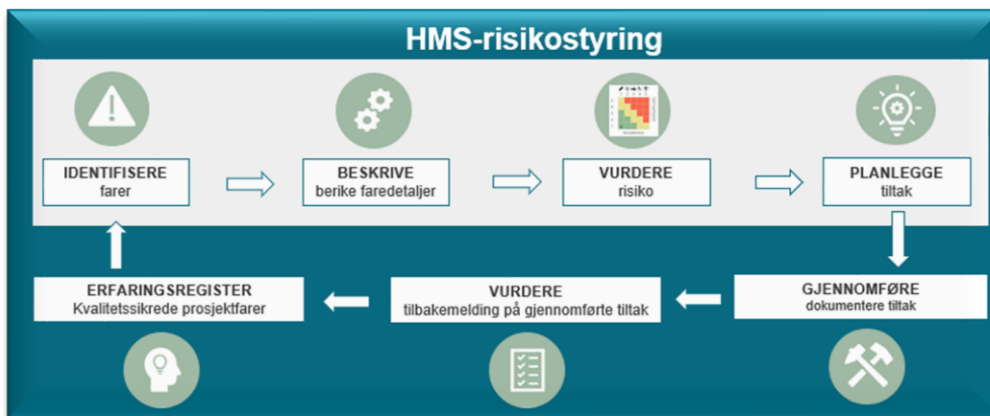 HMS-risikostyring
IDENTIFISERE
farer
BESKRIVE
berike faredetaljer
VURDERE
risiko
PLANLEGGE
tiltak
ERFARINGSREGISTER
Kvalitetssikrede prosjektfarer
VURDERE
tilbakemelding på gjennomførte tiltak
GJENNOMFØRE
dokumentere tiltak